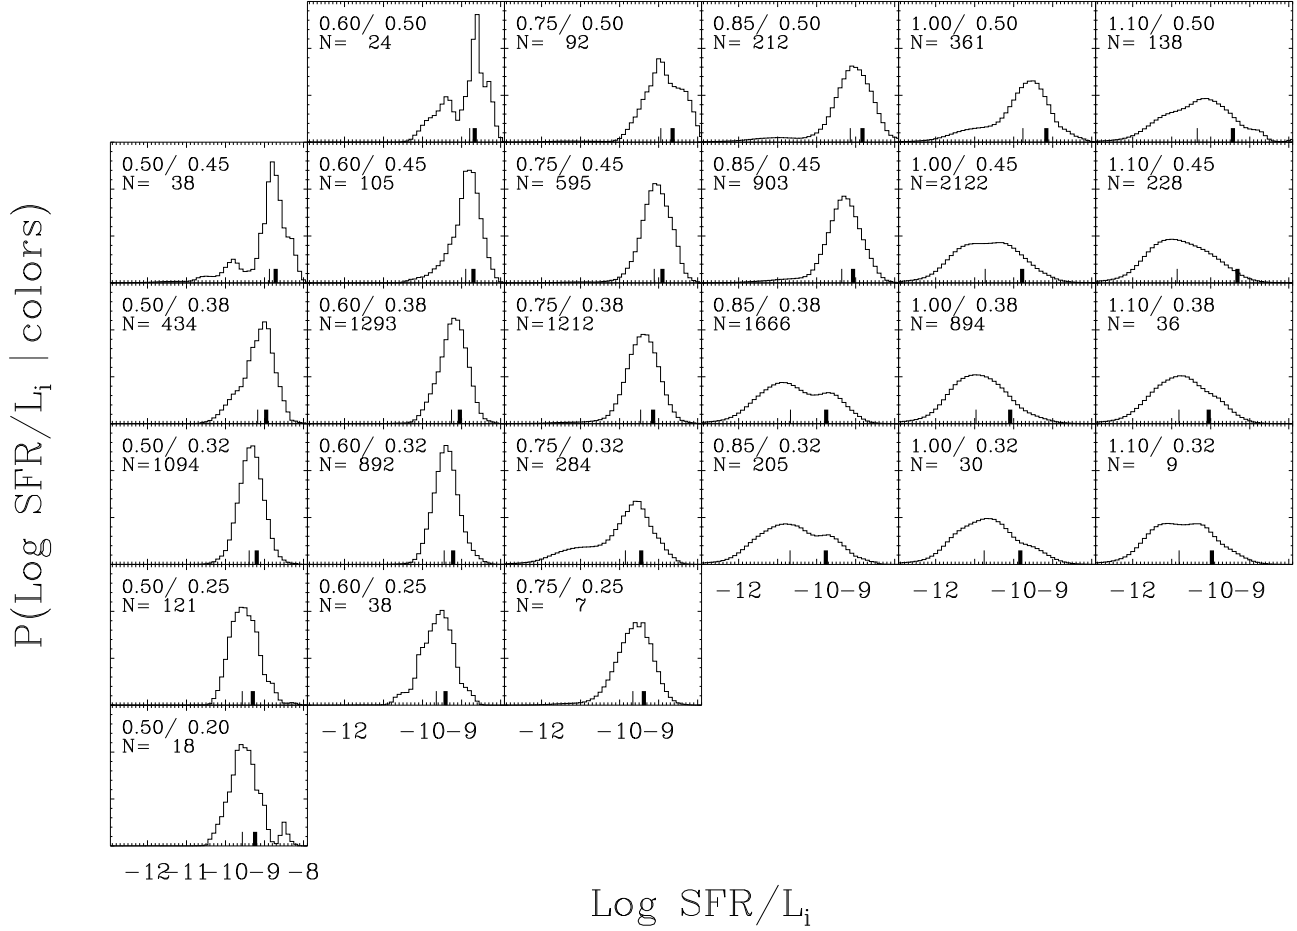 0.60/ 0.50
N= 24
0.75/ 0.50
N= 92
0.85/ 0.50
N= 212
1.00/ 0.50
N= 361
1.10/ 0.50
N= 138
0.50/ 0.45
N= 38
0.60/ 0.45
N= 105
0.75/ 0.45
N= 595
0.85/ 0.45
N= 903
1.00/ 0.45
N=2122
1.10/ 0.45
N= 228
0.50/ 0.38
N= 434
0.60/ 0.38
N=1293
0.75/ 0.38
N=1212
0.85/ 0.38
N=1666
1.00/ 0.38
N= 894
1.10/ 0.38
N= 36
0.50/ 0.32
N=1094
0.60/ 0.32
N= 892
0.75/ 0.32
N= 284
0.85/ 0.32
N= 205
1.00/ 0.32
N= 30
1.10/ 0.32
N= 9
−12 −10−9 −12 −10−9 −12 −10−9
0.50/ 0.25
N= 121
0.60/ 0.25
N= 38
0.75/ 0.25
N= 7
−12 −10−9 −12 −10−9
0.50/ 0.20
N= 18
−12−11−10−9 −8
P(Log SFR/Li | colors)
Log SFR/Li